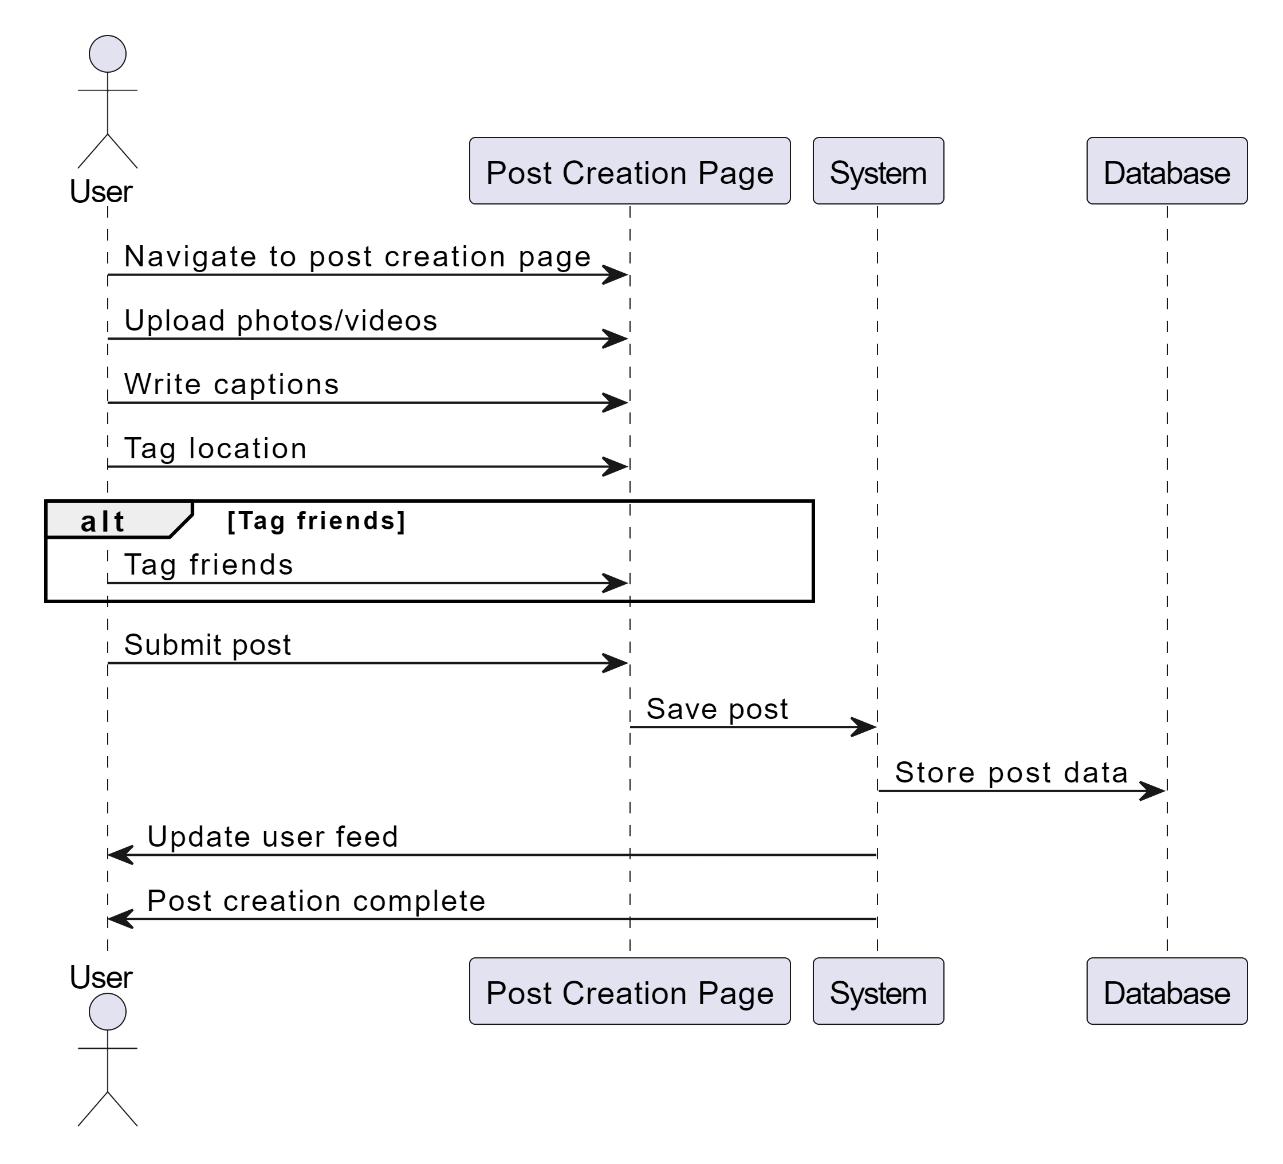 User
Post Creation Page
System
Database
Navigate to post creation page
Upload photos/videos
Write captions
Tag location
alt
[Tag friends]
Tag friends
Submit post
Save post
Store post data
Update user feed
Post creation complete
User
Post Creation Page
System
Database